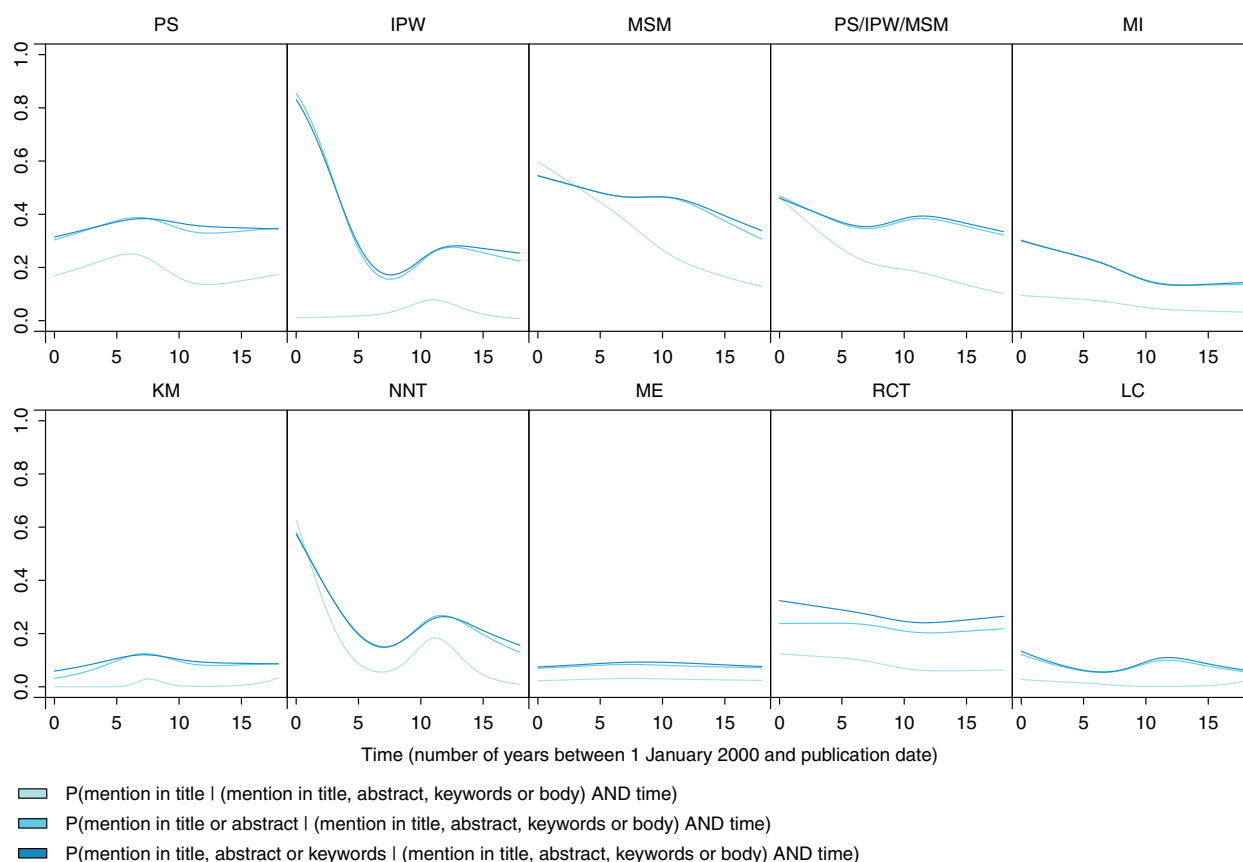 PS IPW MSM PS/IPW/MSM MI
0.0 0.2 0.4 0.6 0.8 1.0
0 5 10 15 0 5 10 15 0 5 10 15 0 5 10 15 0 5 10 15
KM NNT ME RCT LC
0.0 0.2 0.4 0.6 0.8 1.0
0 5 10 15 0 5 10 15 0 5 10 15 0 5 10 15 0 5 10 15
Time (number of years between 1 January 2000 and publication date)
P(mention in title | (mention in title, abstract, keywords or body) AND time)
P(mention in title or abstract | (mention in title, abstract, keywords or body) AND time)
P(mention in title, abstract or keywords | (mention in title, abstract, keywords or body) AND time)